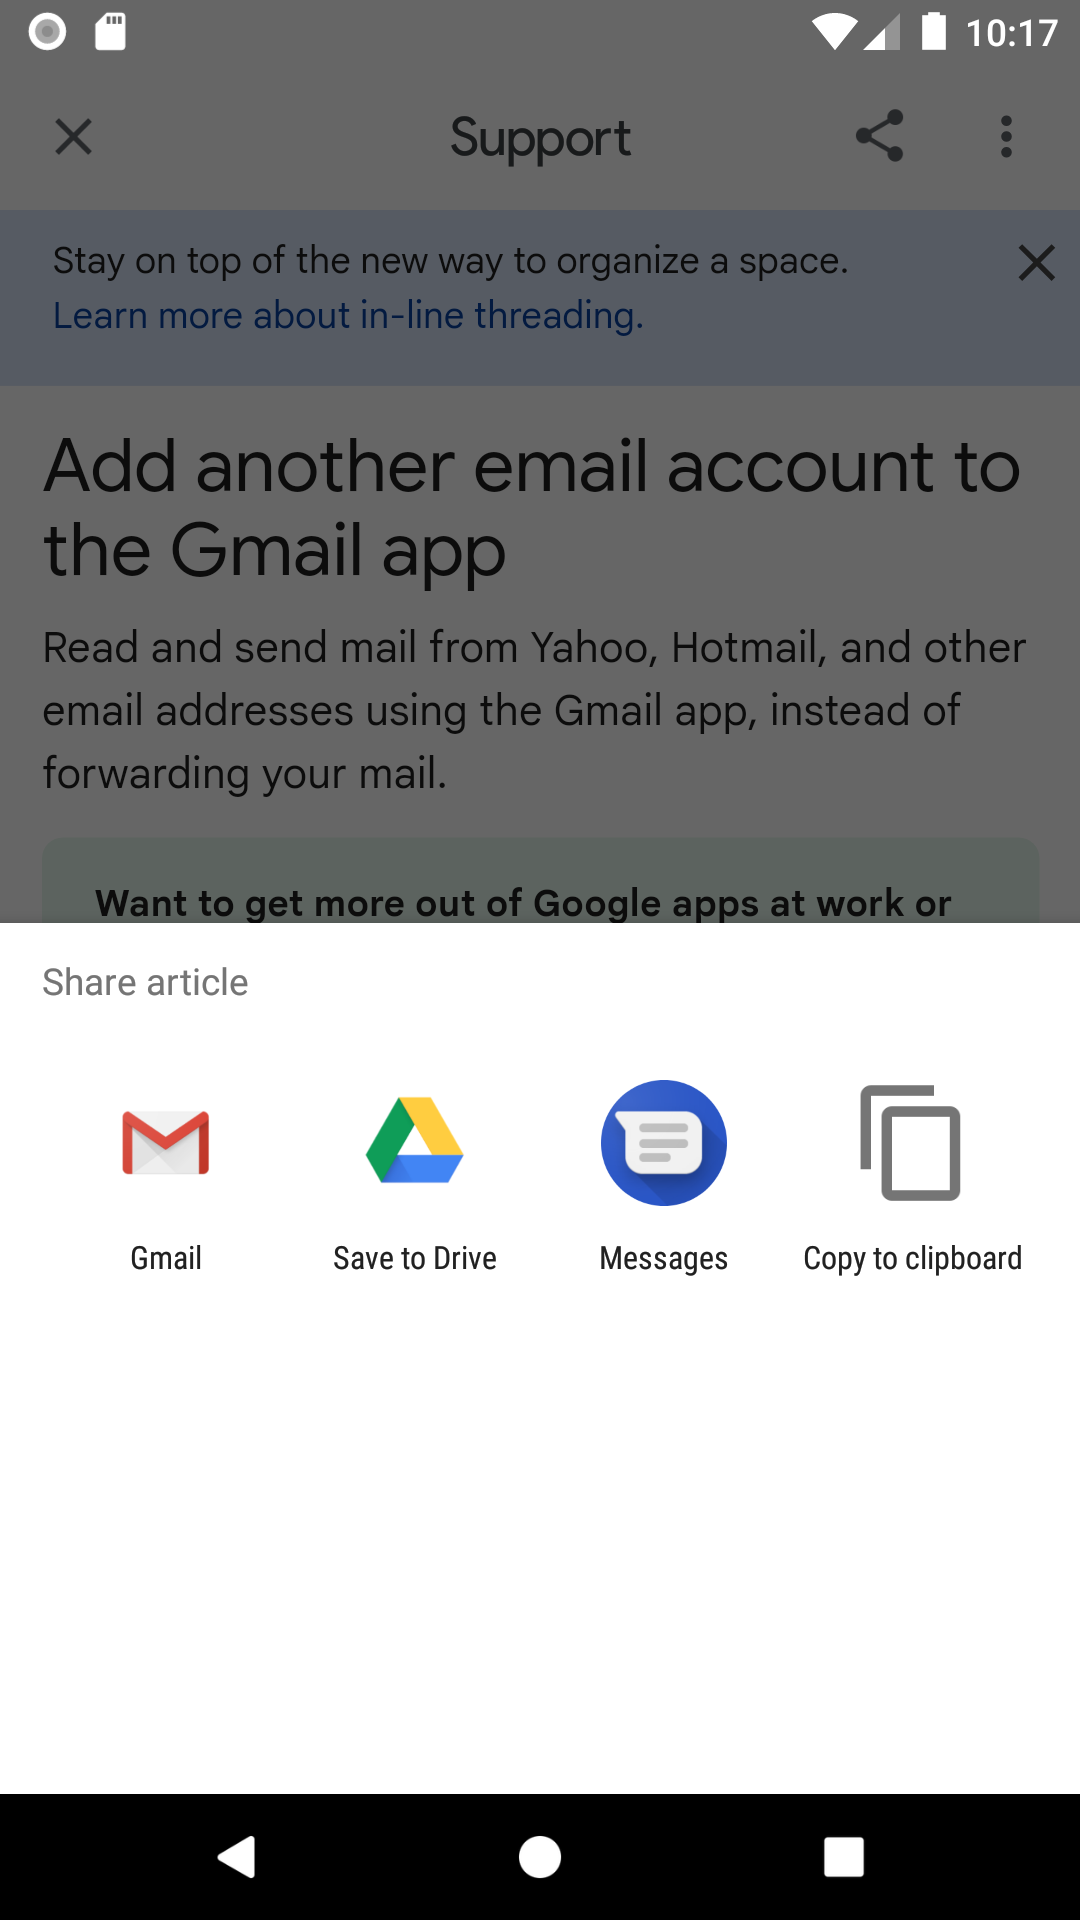 10:17
Support
Stay on top of the new way to organize a space.
Learn more about in-line threading.
Add another email account to
the Gmail app
Read and send mail from Yahoo, Hotmail, and other
email addresses using the Gmail app, instead of
forwarding your mail.
Want to get more out of Google apps at work or
Share article
Gmail
Save to Drive
Messages
Copy to clipboard